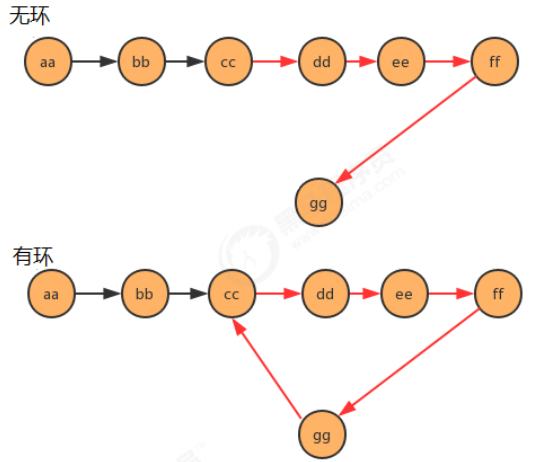 无环
aa bb cc dd ee ff
gg
有环
aa bb cc dd ee ff
gg